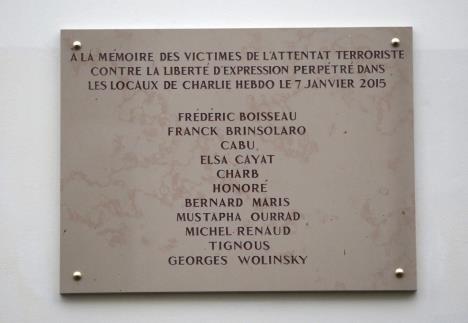 A LA MÉMOIRE DES VICTIMES DE L'ATTENTAT TERRORISTE
CONTRE LA LIBERTÉ D'EXPRESSION PERPÉTRÉ DANS
LES LOCAUX DE CHARLIE HEBDO LE 7 JANVIER 2015
FRÉDÉRIC BOISSEAU
FRANCK BRINSOLARO
CABU
ELSA CAYAT
CHARB
HONORÉ
BERNARD MARIS
MUSTAPHA OURRAD
MICHEL RENAUD
TIGNOUS
GEORGES WOLINSKY